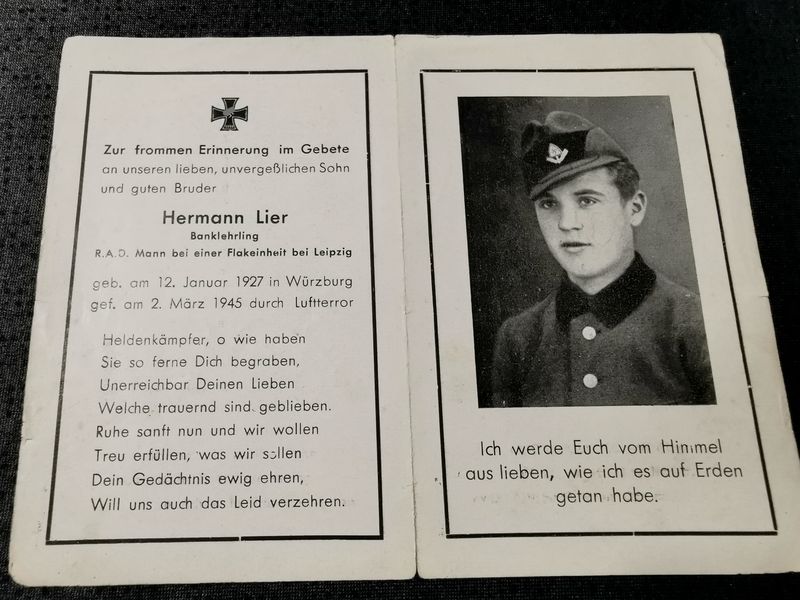 Zur frommen Erinnerung im Gebete
an unseren lieben, unvergeßlichen Sohn
und guten Bruder
Hermann Lier
Banklehrling
R.A.D. Mann bei einer Flakeinheit bei Leipzig
geb. am 12. Januar 1927 in Würzburg
gef. am 2. März 1945 durch Luftterror
Heldenkämpfer, o wie haben
Sie so ferne Dich begraben,
Unerreichbar Deinen Lieben
Welche trauernd sind geblieben.
Ruhe sanft nun und wir wollen
Treu erfüllen, was wir sollen
Dein Gedächtnis ewig ehren,
Will uns auch das Leid verzehren.
Ich werde Euch vom Himmel
aus lieben, wie ich es auf Erden
getan habe.